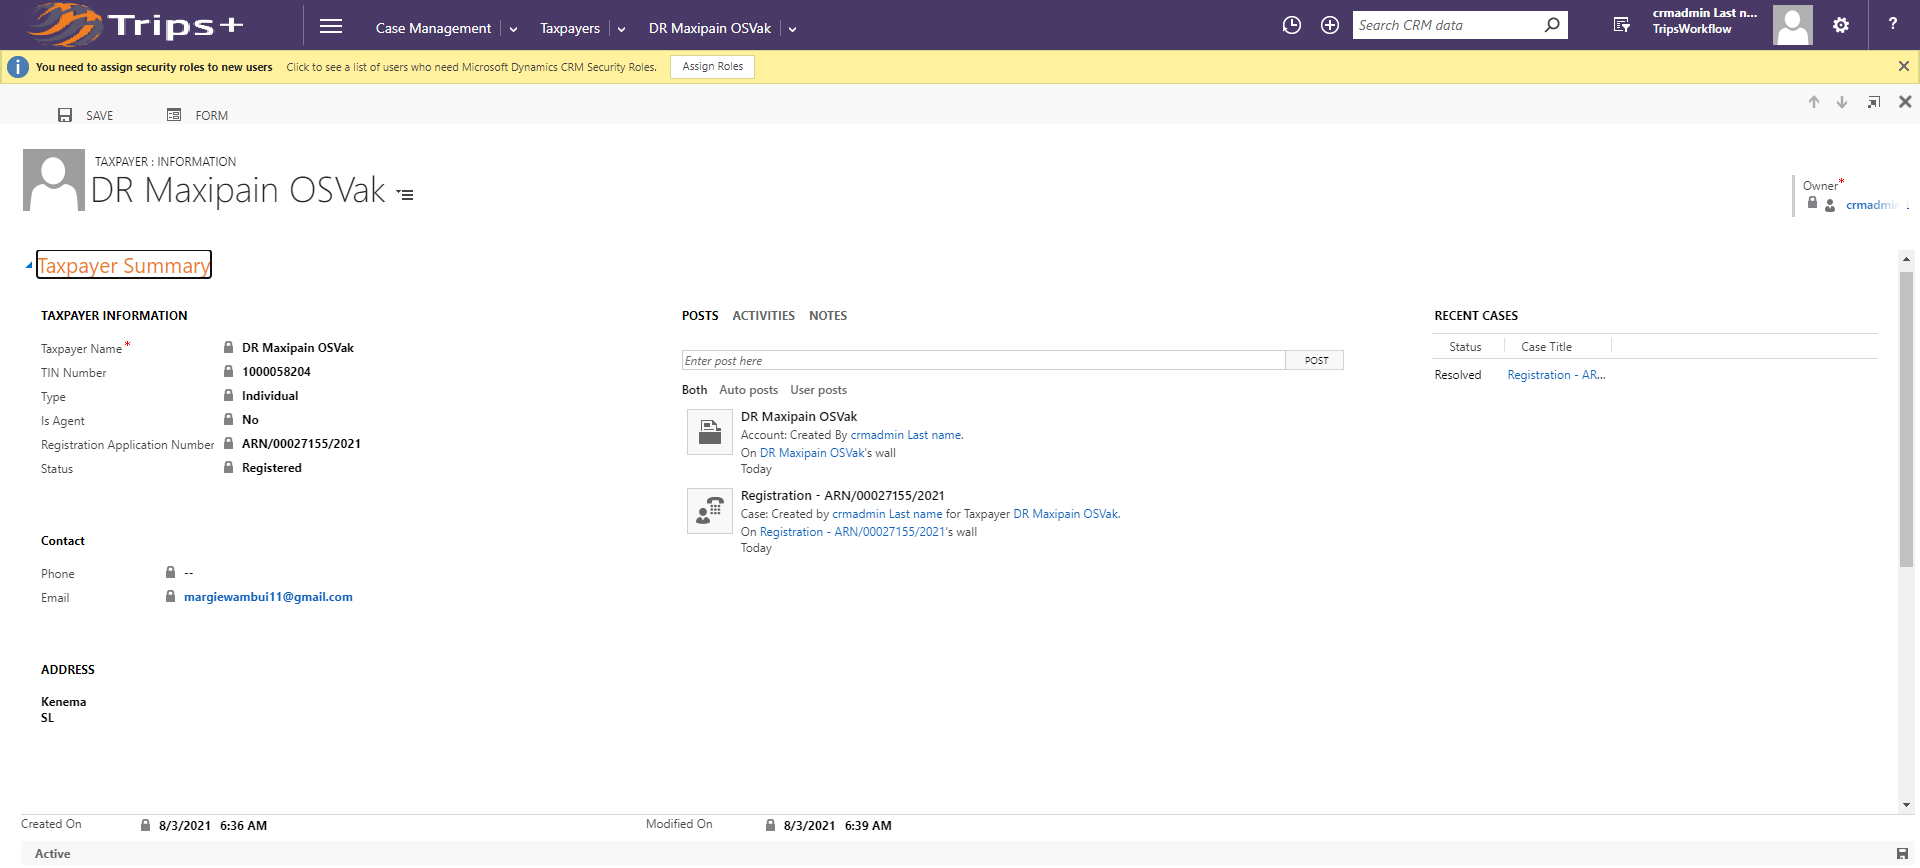 Trips+
Case Management
Taxpayers
DR Maxipain OSVak
Search CRM data
crmadmin Last n...
TripsWorkflow
?
You need to assign security roles to new users
Click to see a list of users who need Microsoft Dynamics CRM Security Roles.
Assign Roles
SAVE
FORM
TAXPAYER : INFORMATION
DR Maxipain OSVak
Owner*
crmadmin
Taxpayer Summary
TAXPAYER INFORMATION
Taxpayer Name* DR Maxipain OSVak
TIN Number 1000058204
Type Individual
Is Agent No
Registration Application Number ARN/00027155/2021
Status Registered
Contact
Phone --
Email margiewambui11@gmail.com
ADDRESS
Kenema
SL
POSTS ACTIVITIES NOTES
Enter post here POST
Both Auto posts User posts
DR Maxipain OSVak
Account: Created By crmadmin Last name.
On DR Maxipain OSVak's wall
Today
Registration - ARN/00027155/2021
Case: Created by crmadmin Last name for Taxpayer DR Maxipain OSVak.
On Registration - ARN/00027155/2021's wall
Today
RECENT CASES
Status Case Title
Resolved Registration - AR...
Created On 8/3/2021 6:36 AM
Modified On 8/3/2021 6:39 AM
Active